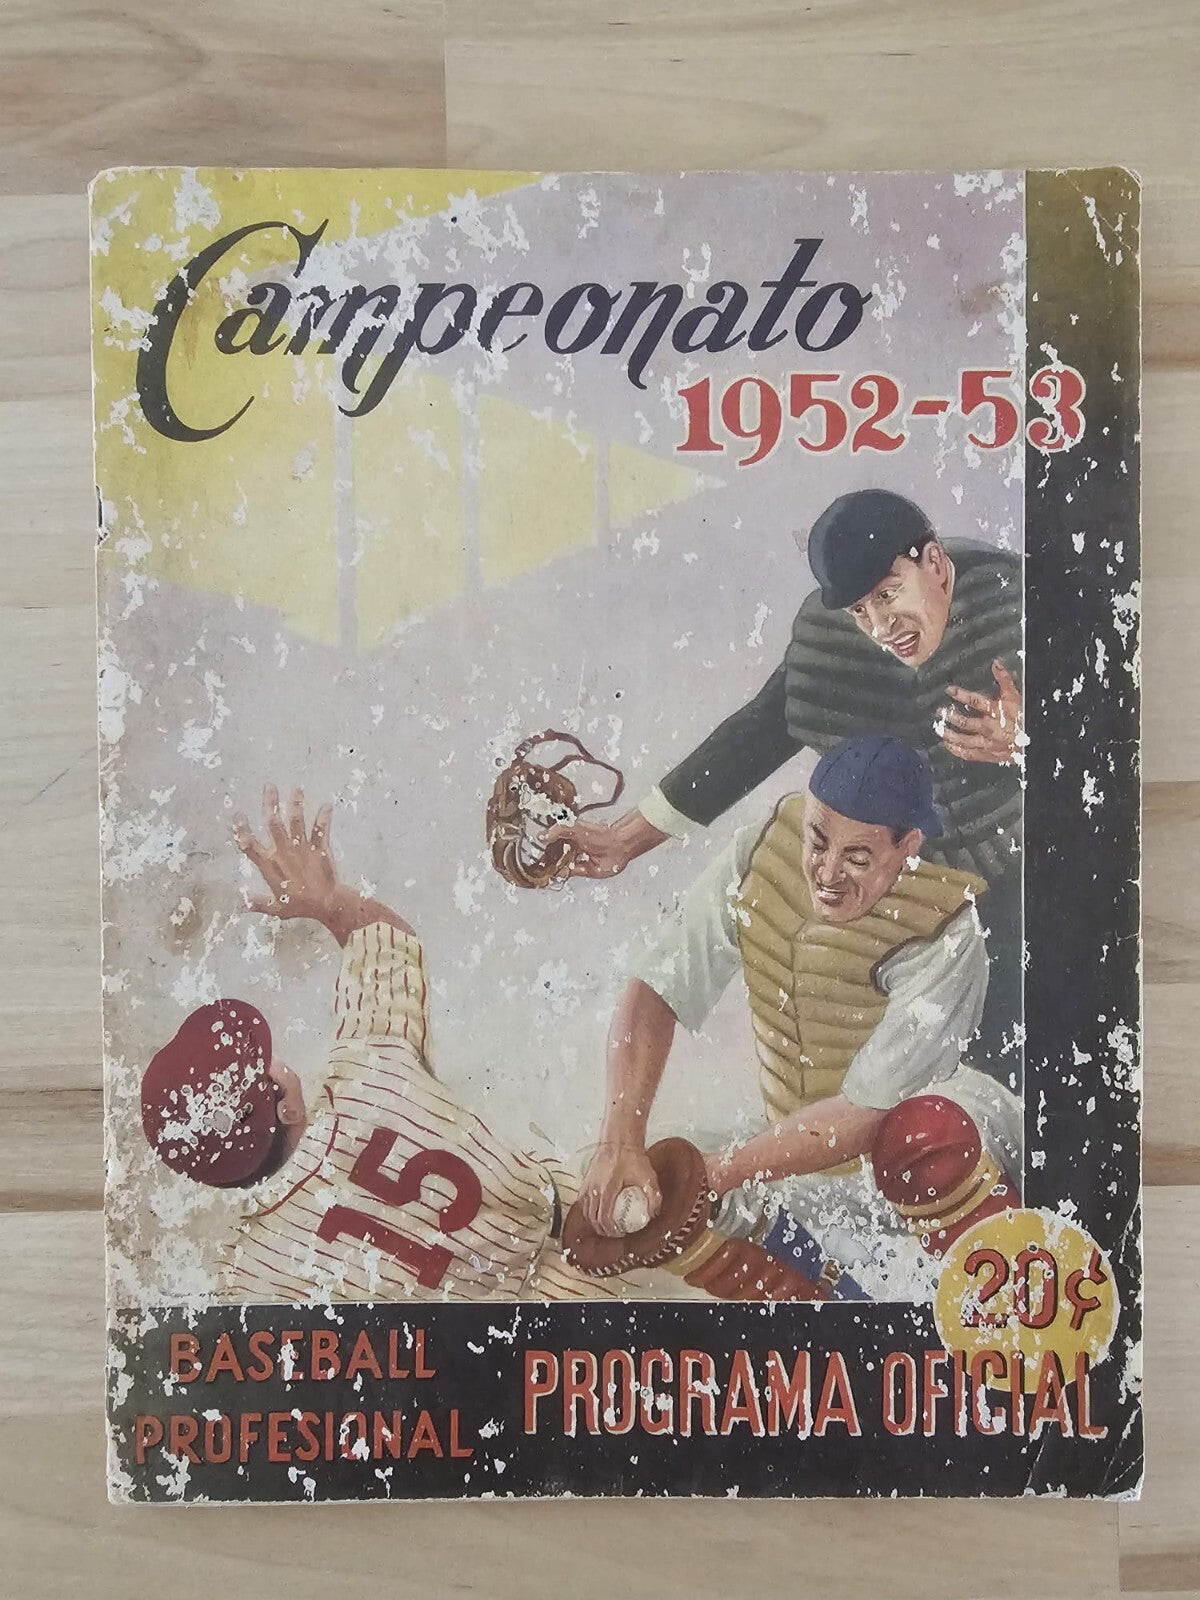 Campeonato
1952-53
15
20¢
BASEBALL
PROFESIONAL
PROGRAMA OFICIAL